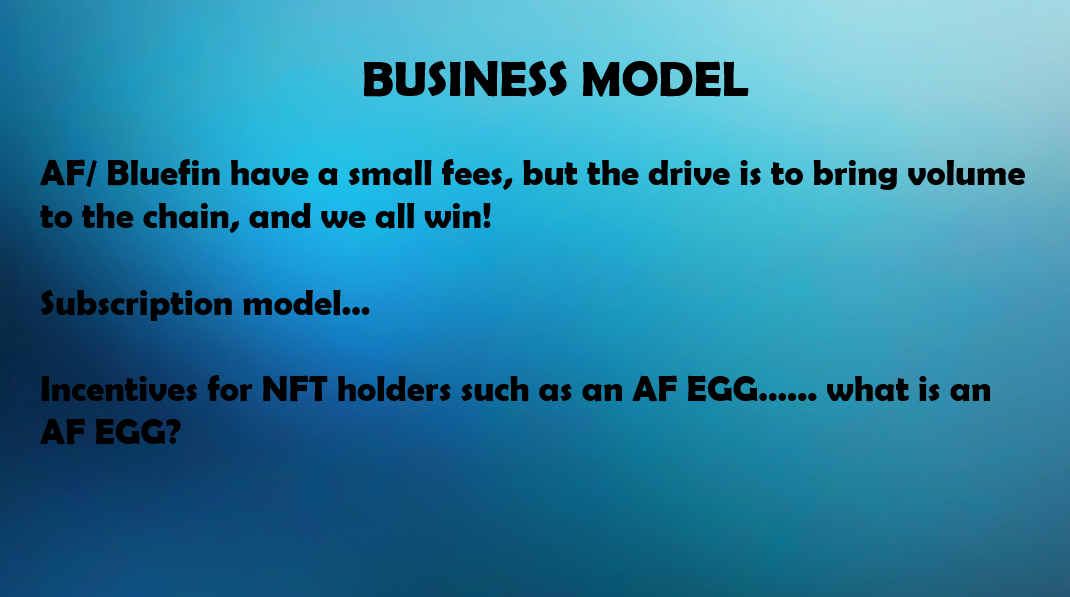 BUSINESS MODEL
AF/ Bluefin have a small fees, but the drive is to bring volume
to the chain, and we all win!
Subscription model...
Incentives for NFT holders such as an AF EGG...... what is an
AF EGG?